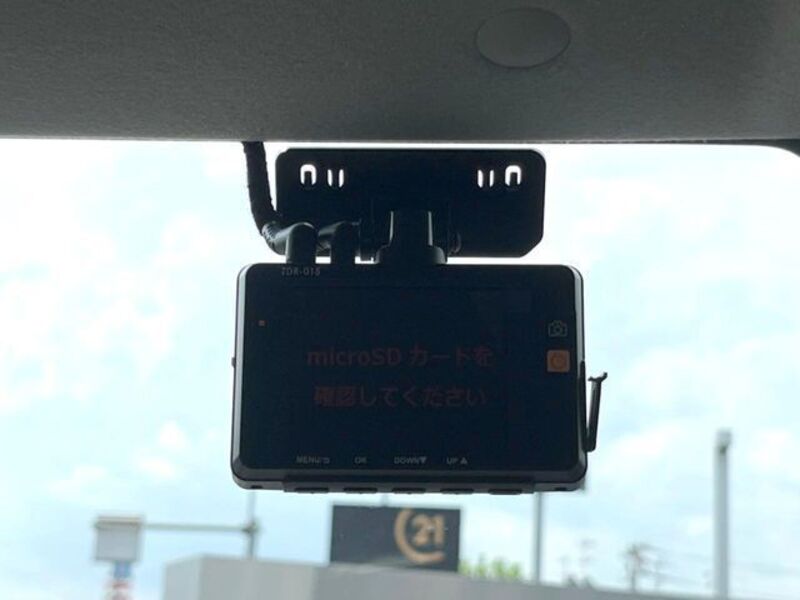 ZDR-015
microSD カードを
確認してください
MENU/⮌ OK DOWN▼ UP▲
21